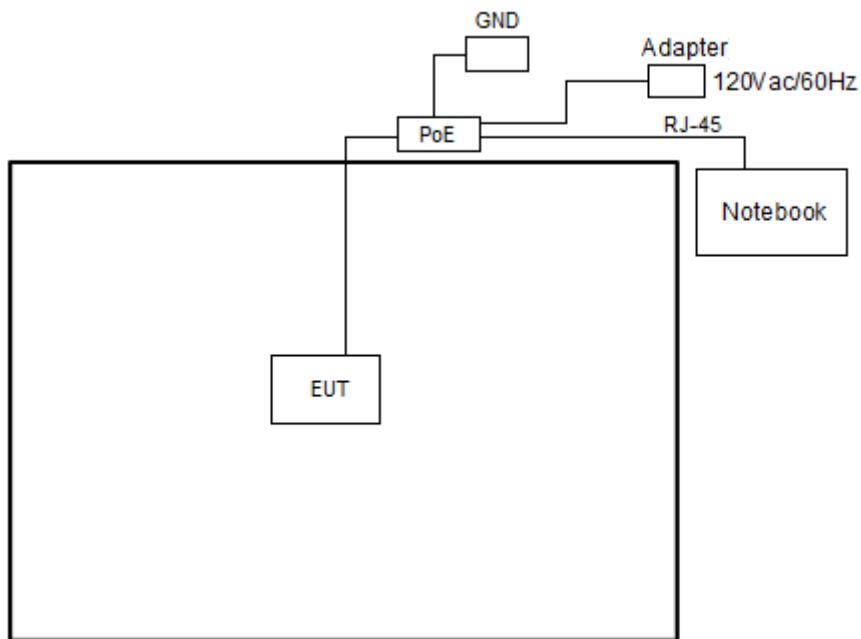 GND
Adapter
120Vac/60Hz
PoE
RJ-45
Notebook
EUT